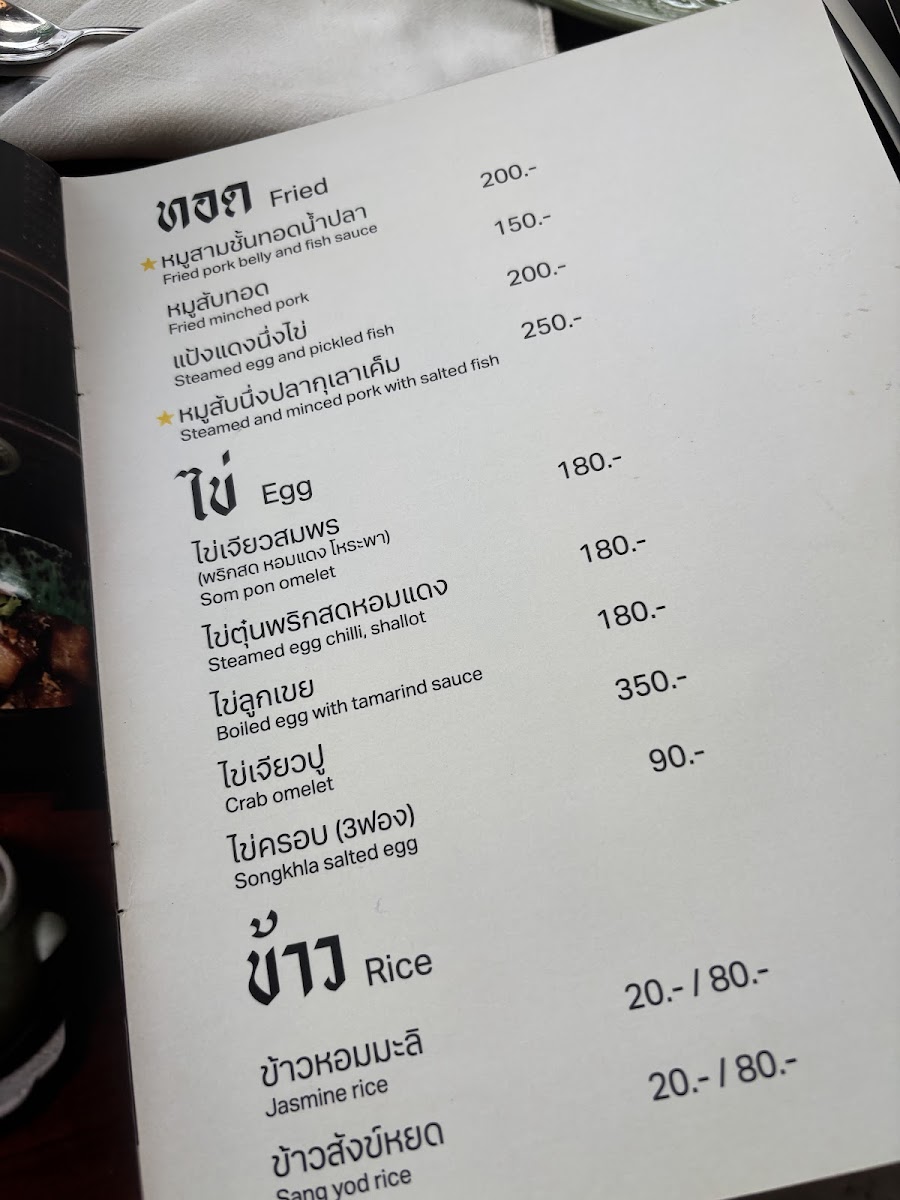 ทอด Fried
หมูสามชั้นทอดน้ำปลา 200.-
Fried pork belly and fish sauce
หมูสับทอด 150.-
Fried minched pork
แป้งแดงนึ่งไข่ 200.-
Steamed egg and pickled fish
หมูสับนึ่งปลากุเลาเค็ม 250.-
Steamed and minced pork with salted fish
ไข่ Egg
ไข่เจียวสมพร 180.-
(พริกสด หอมแดง โหระพา)
Som pon omelet
ไข่ตุ๋นพริกสดหอมแดง 180.-
Steamed egg chilli, shallot
ไข่ลูกเขย 180.-
Boiled egg with tamarind sauce
ไข่เจียวปู 350.-
Crab omelet
ไข่ครอบ (3ฟอง) 90.-
Songkhla salted egg
ข้าว Rice
ข้าวหอมมะลิ 20.- / 80.-
Jasmine rice
ข้าวสังข์หยด 20.- / 80.-
Sang yod rice